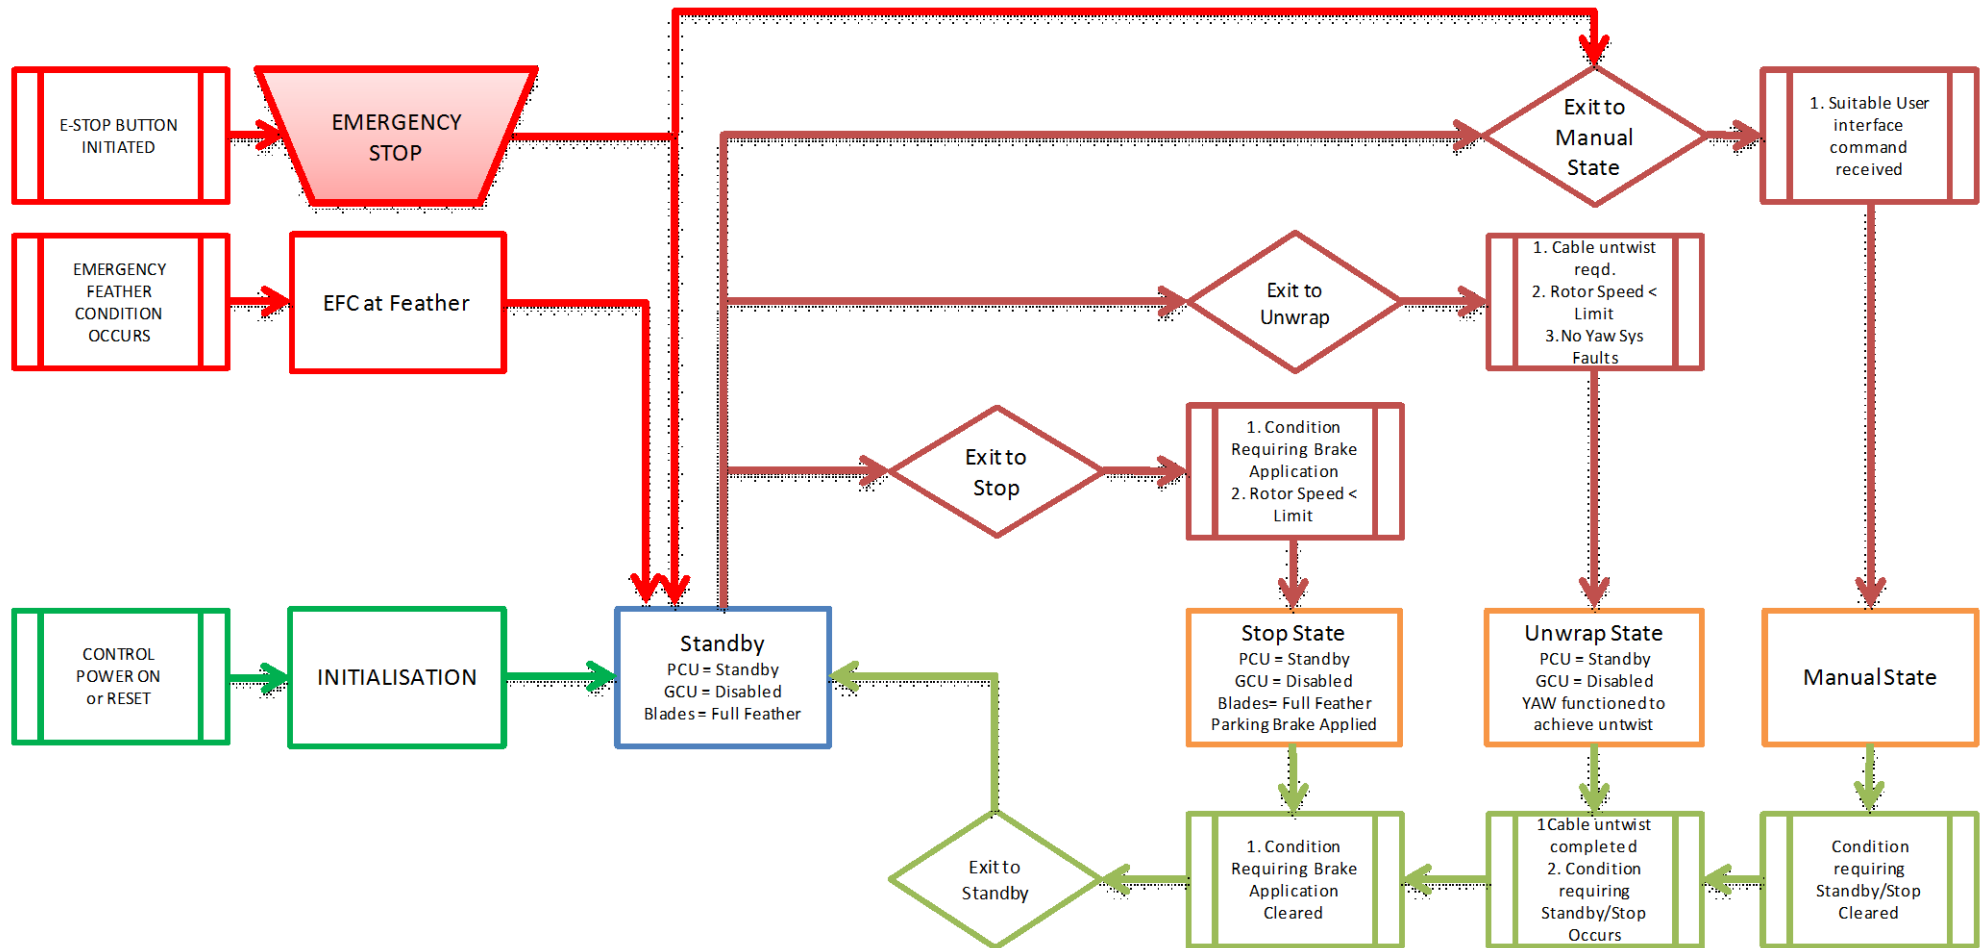 E-STOP BUTTON
INITIATED
EMERGENCY
STOP
Exit to
Manual
State
1. Suitable User
interface
command
received
EMERGENCY
FEATHER
CONDITION
OCCURS
EFC at Feather
Exit to
Unwrap
1. Cable untwist
reqd.
2. Rotor Speed <
Limit
3.No Yaw Sys
Faults
Exit to
Stop
1. Condition
Requiring Brake
Application
2. Rotor Speed <
Limit
CONTROL
POWER ON
or RESET
INITIALISATION
Standby
PCU = Standby
GCU = Disabled
Blades = Full Feather
Stop State
PCU = Standby
GCU = Disabled
Blades= Full Feather
Parking Brake Applied
Unwrap State
PCU = Standby
GCU = Disabled
YAW functioned to
achieve untwist
Manual State
Exit to
Standby
1. Condition
Requiring Brake
Application
Cleared
1Cable untwist
completed
2. Condition
requiring
Standby/Stop
Occurs
Condition
requiring
Standby/Stop
Cleared